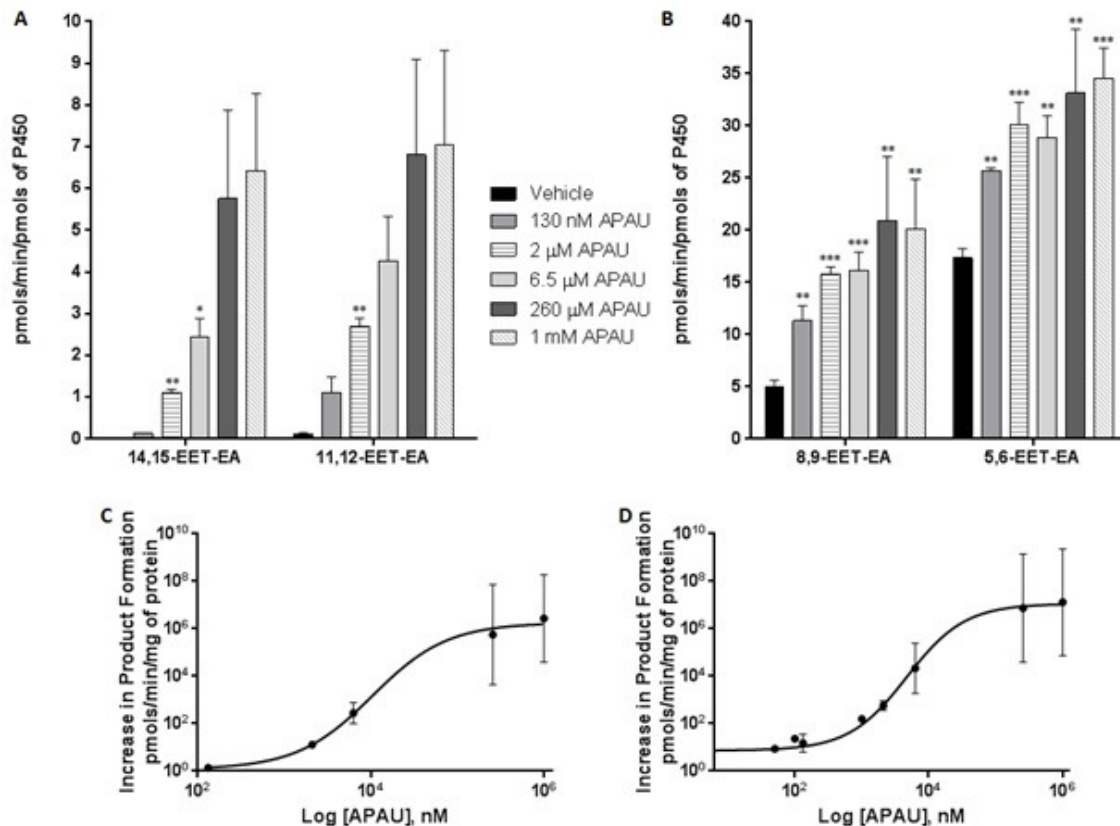 A
pmols/min/pmols of P450
10
9
8
7
6
5
4
3
2
1
0
** * **
14,15-EET-EA 11,12-EET-EA
Vehicle
130 nM APAU
2 µM APAU
6.5 µM APAU
260 µM APAU
1 mM APAU
B
pmols/min/pmols of P450
40
35
30
25
20
15
10
5
0
** *** *** ** ** ** *** ** ** ***
8,9-EET-EA 5,6-EET-EA
C
Increase in Product Formation
pmols/min/mg of protein
10^10
10^8
10^6
10^4
10^2
10^0
10^2 10^4 10^6
Log [APAU], nM
D
Increase in Product Formation
pmols/min/mg of protein
10^10
10^8
10^6
10^4
10^2
10^0
10^2 10^4 10^6
Log [APAU], nM